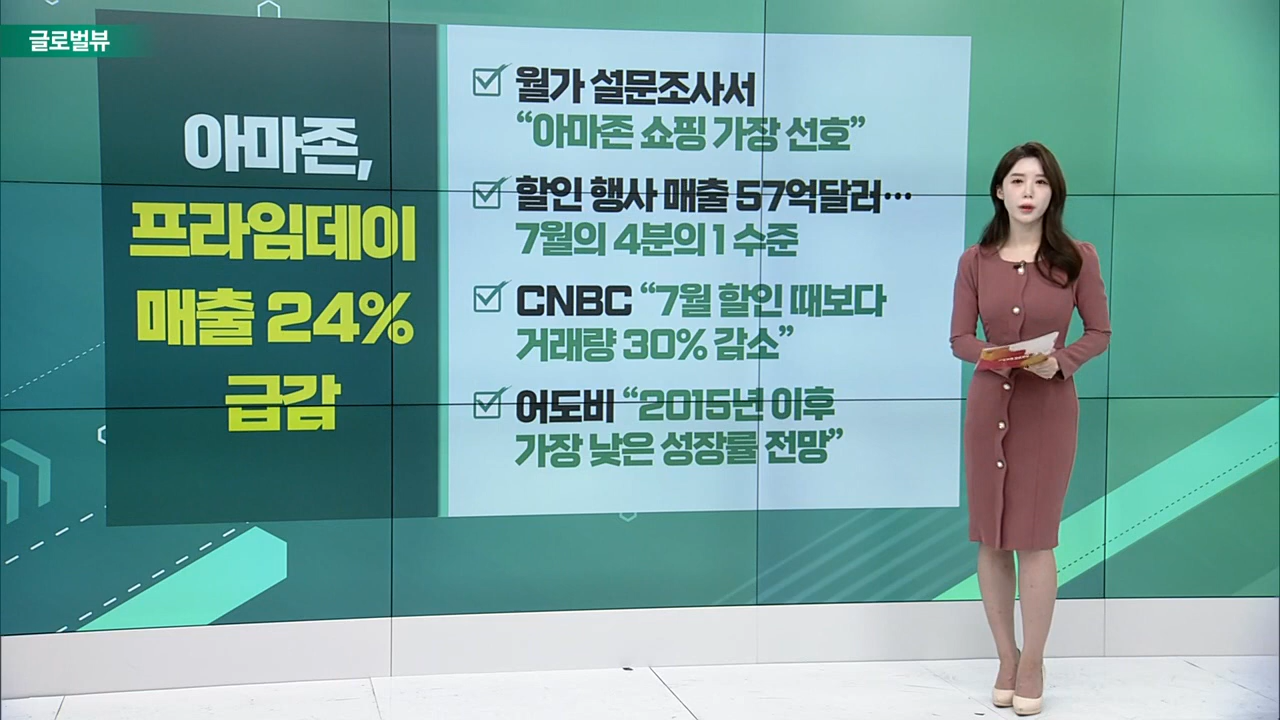 글로벌뷰
아마존,
프라임데이
매출 24%
급감
월가 설문조사서
“아마존 쇼핑 가장 선호”
할인 행사 매출 57억달러…
7월의 4분의 1 수준
CNBC “7월 할인 때보다
거래량 30% 감소”
어도비 “2015년 이후
가장 낮은 성장률 전망”